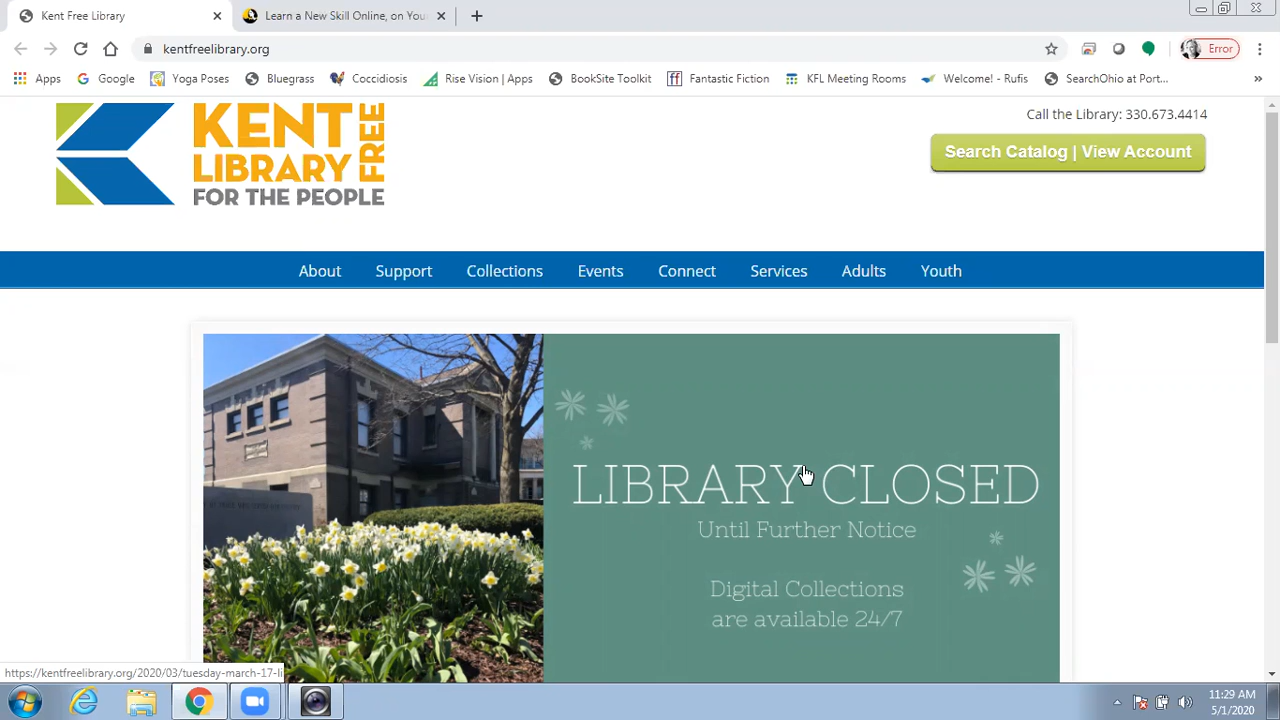 Kent Free Library
Learn a New Skill Online, on You
kentfreelibrary.org
Error
Apps
Google
Yoga Poses
Bluegrass
Coccidiosis
Rise Vision | Apps
BookSite Toolkit
Fantastic Fiction
KFL Meeting Rooms
Welcome! - Rufis
SearchOhio at Port...
»
KENT
FREE
LIBRARY
FOR THE PEOPLE
Call the Library: 330.673.4414
Search Catalog | View Account
About Support Collections Events Connect Services Adults Youth
LIBRARY CLOSED
Until Further Notice
Digital Collections
are available 24/7
https://kentfreelibrary.org/2020/03/tuesday-march-17-li
11:29 AM
5/1/2020